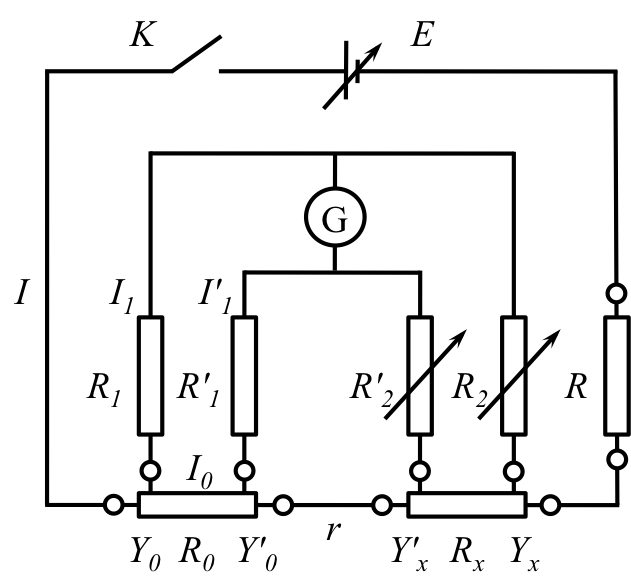 K E
G
I I1 I'1
R1 R'1 R'2 R2 R
I0
r
Y0 R0 Y'0 Y'x Rx Yx